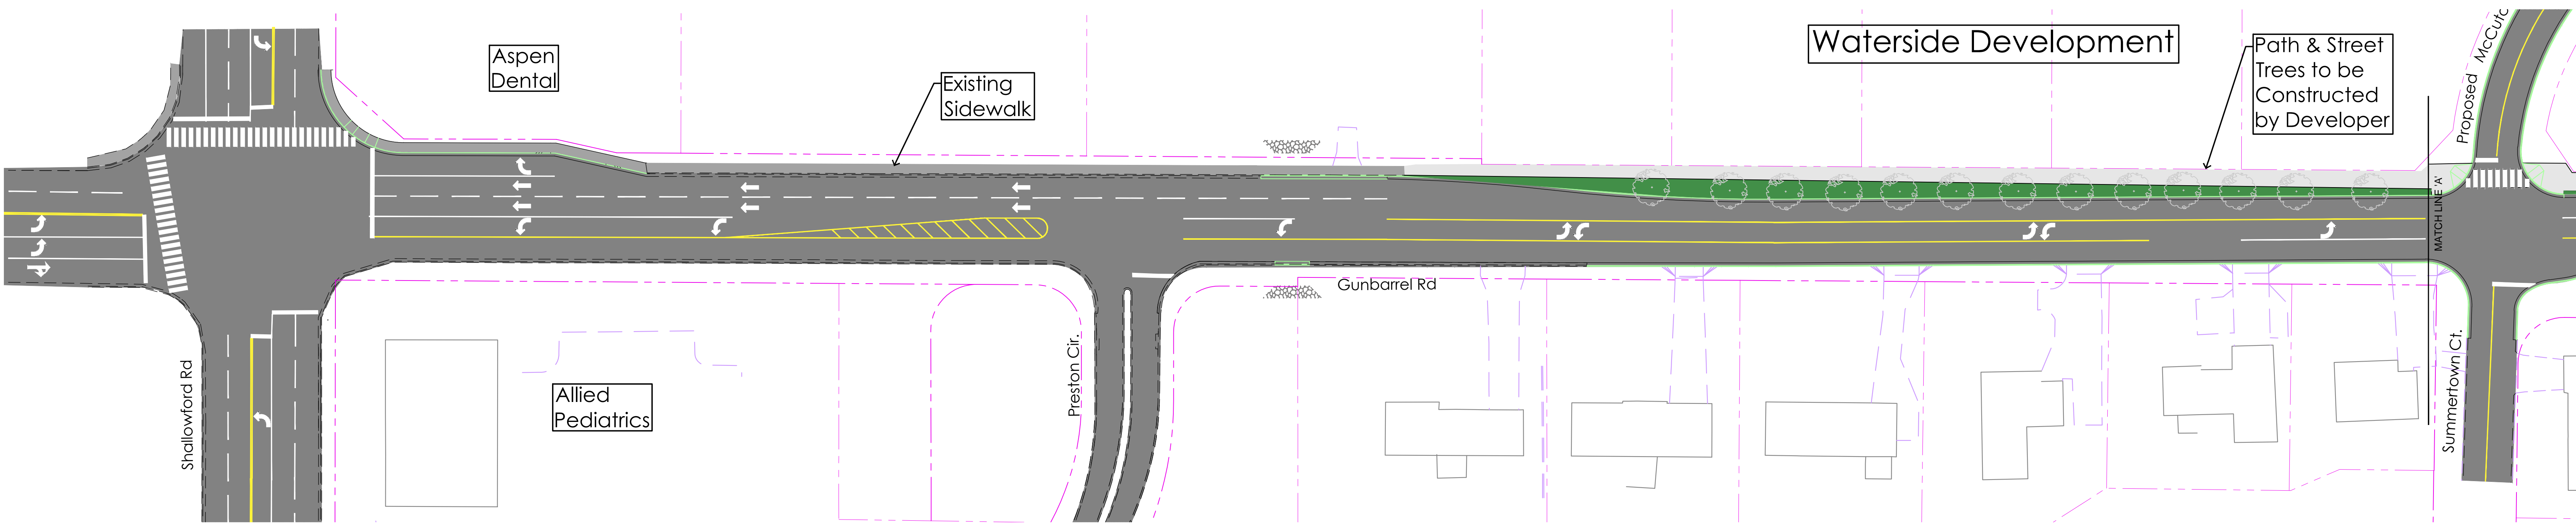 Aspen
Dental
Existing
Sidewalk
Waterside Development
Path & Street
Trees to be
Constructed
by Developer
Proposed McCutc
MATCH LINE 'A'
Gunbarrel Rd
Shallowford Rd
Allied
Pediatrics
Preston Cir.
Summertown Ct.